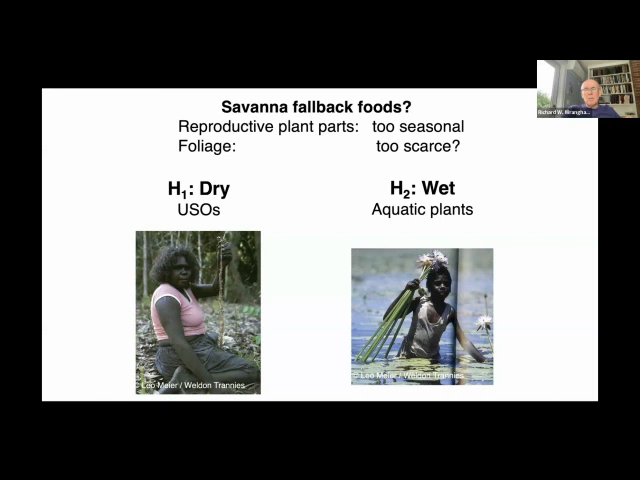 Savanna fallback foods?
Reproductive plant parts: too seasonal
Foliage: too scarce?
H1: Dry
USOs
H2: Wet
Aquatic plants
© Leo Meier / Weldon Trannies
© Leo Meier / Weldon Trannies
Richard W. Wrangha...